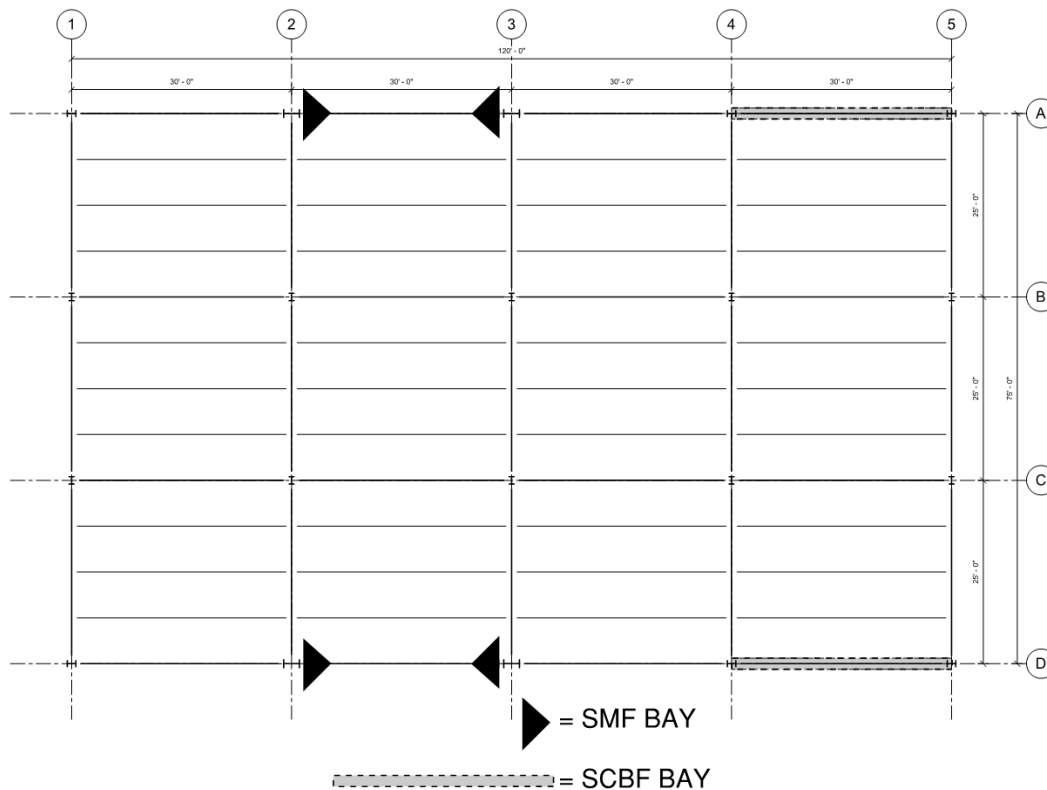 1 2 3 4 5
120' - 0"
30' - 0" 30' - 0" 30' - 0" 30' - 0"
A
25' - 0"
B
25' - 0"
75' - 0"
C
25' - 0"
D
= SMF BAY
= SCBF BAY